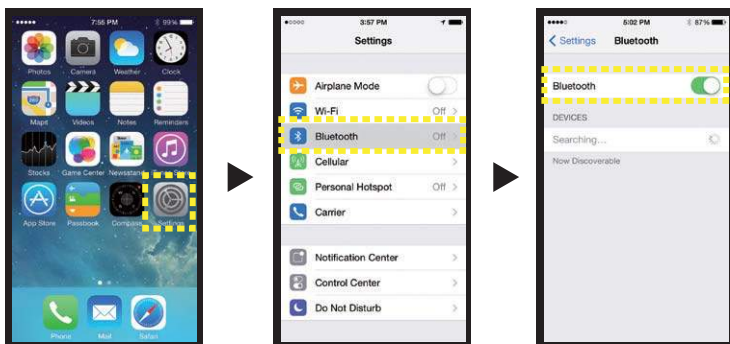 7:55 PM
99%
Photos Camera Weather Clock
Maps Videos Notes Reminders
Stocks Game Center Newsstand iTunes Store
App Store Passbook Compass Settings
Phone Mail Safari
3:57 PM
Settings
Airplane Mode
Wi-Fi Off
Bluetooth Off
Cellular
Personal Hotspot Off
Carrier
Notification Center
Control Center
Do Not Disturb
5:02 PM 87%
Settings Bluetooth
Bluetooth
DEVICES
Searching...
Now Discoverable